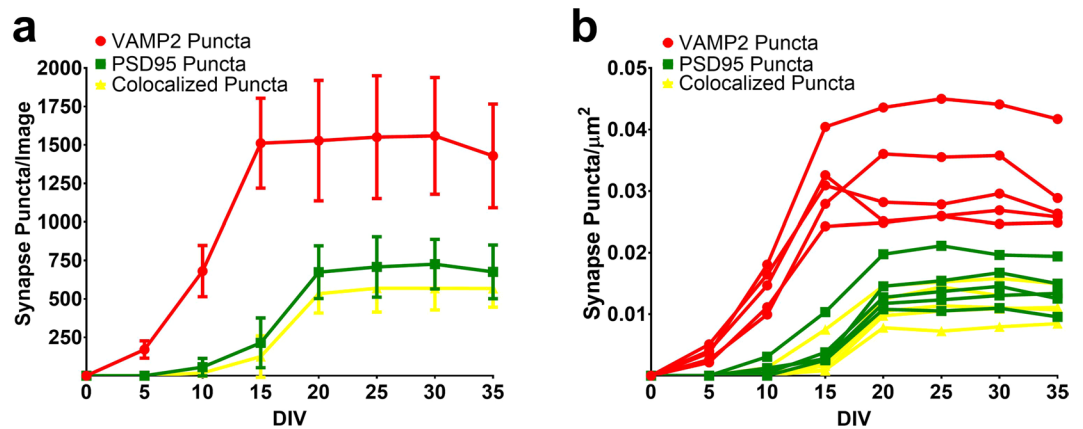 a
VAMP2 Puncta
PSD95 Puncta
Colocalized Puncta
Synapse Puncta/Image
2000
1750
1500
1250
1000
750
500
250
0 5 10 15 20 25 30 35
DIV
b
VAMP2 Puncta
PSD95 Puncta
Colocalized Puncta
Synapse Puncta/μm²
0.05
0.04
0.03
0.02
0.01
0 5 10 15 20 25 30 35
DIV